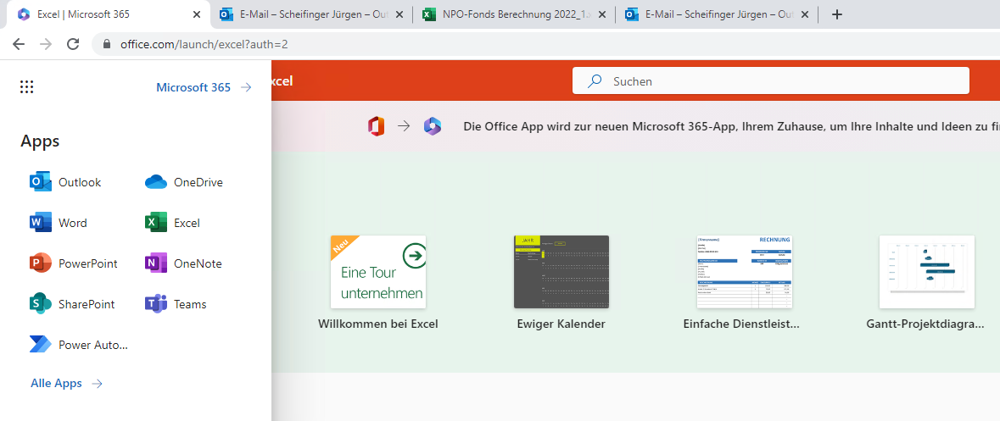 Excel | Microsoft 365
E-Mail – Scheifinger Jürgen – Out
NPO-Fonds Berechnung 2022_1.
E-Mail – Scheifinger Jürgen – Out
office.com/launch/excel?auth=2
Microsoft 365
xcel
Suchen
Die Office App wird zur neuen Microsoft 365-App, Ihrem Zuhause, um Ihre Inhalte und Ideen zu fi
Apps
Outlook
OneDrive
Word
Excel
PowerPoint
OneNote
SharePoint
Teams
Power Auto...
Alle Apps
Neu
Eine Tour
unternehmen
Willkommen bei Excel
JAHR
Ewiger Kalender
[Firmenname]
RECHNUNG
Einfache Dienstleist...
Gantt-Projektdiagra...